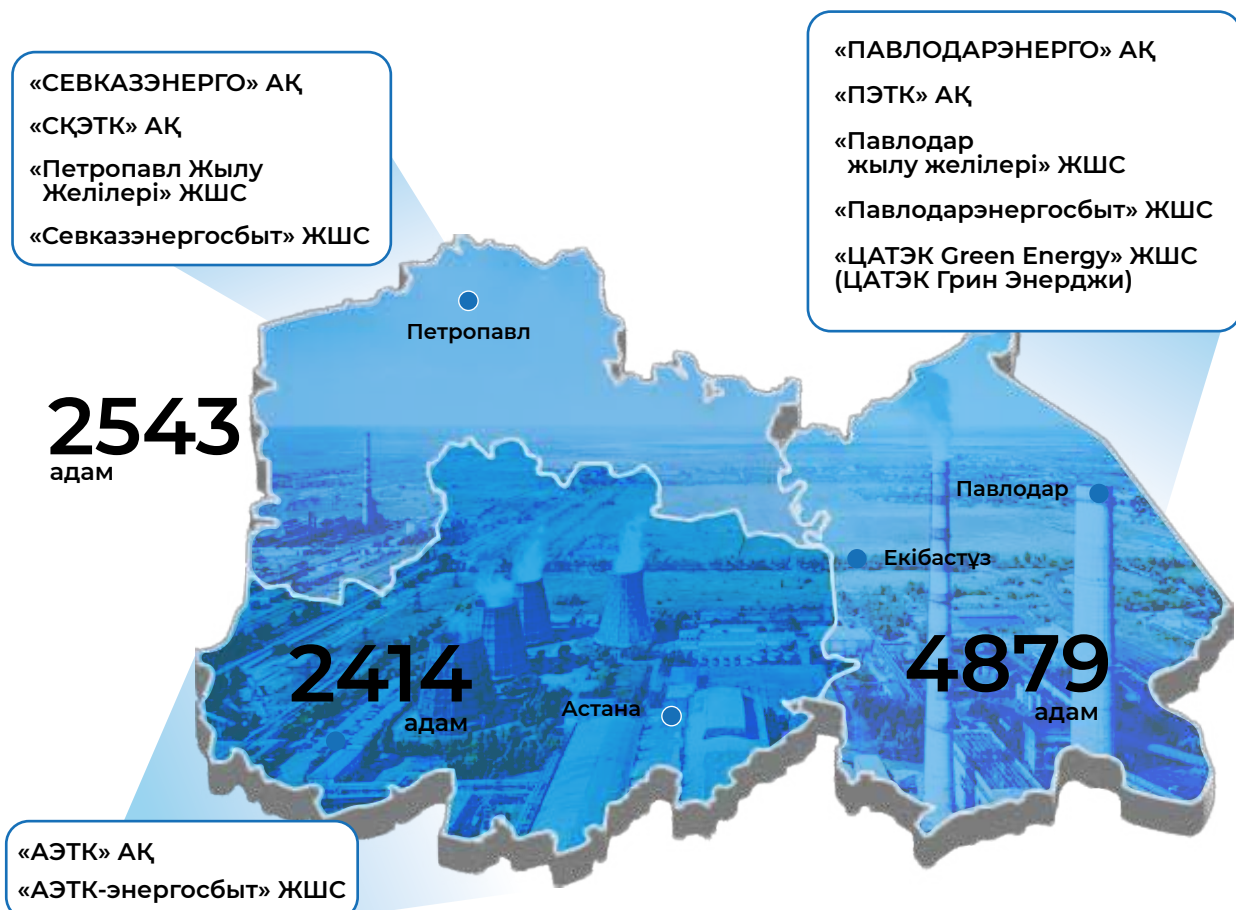 «СЕВКАЗЭНЕРГО» АҚ
«СҚЭТК» АҚ
«Петропавл Жылу
Желілері» ЖШС
«Севказэнергосбыт» ЖШС
«ПАВЛОДАРЭНЕРГО» АҚ
«ПЭТК» АҚ
«Павлодар
жылу желілері» ЖШС
«Павлодарэнергосбыт» ЖШС
«ЦАТЭК Green Energy» ЖШС
(ЦАТЭК Грин Энерджи)
Петропавл
2543
адам
Павлодар
Екібастұз
2414
адам
Астана
4879
адам
«АЭТК» АҚ
«АЭТК-энергосбыт» ЖШС